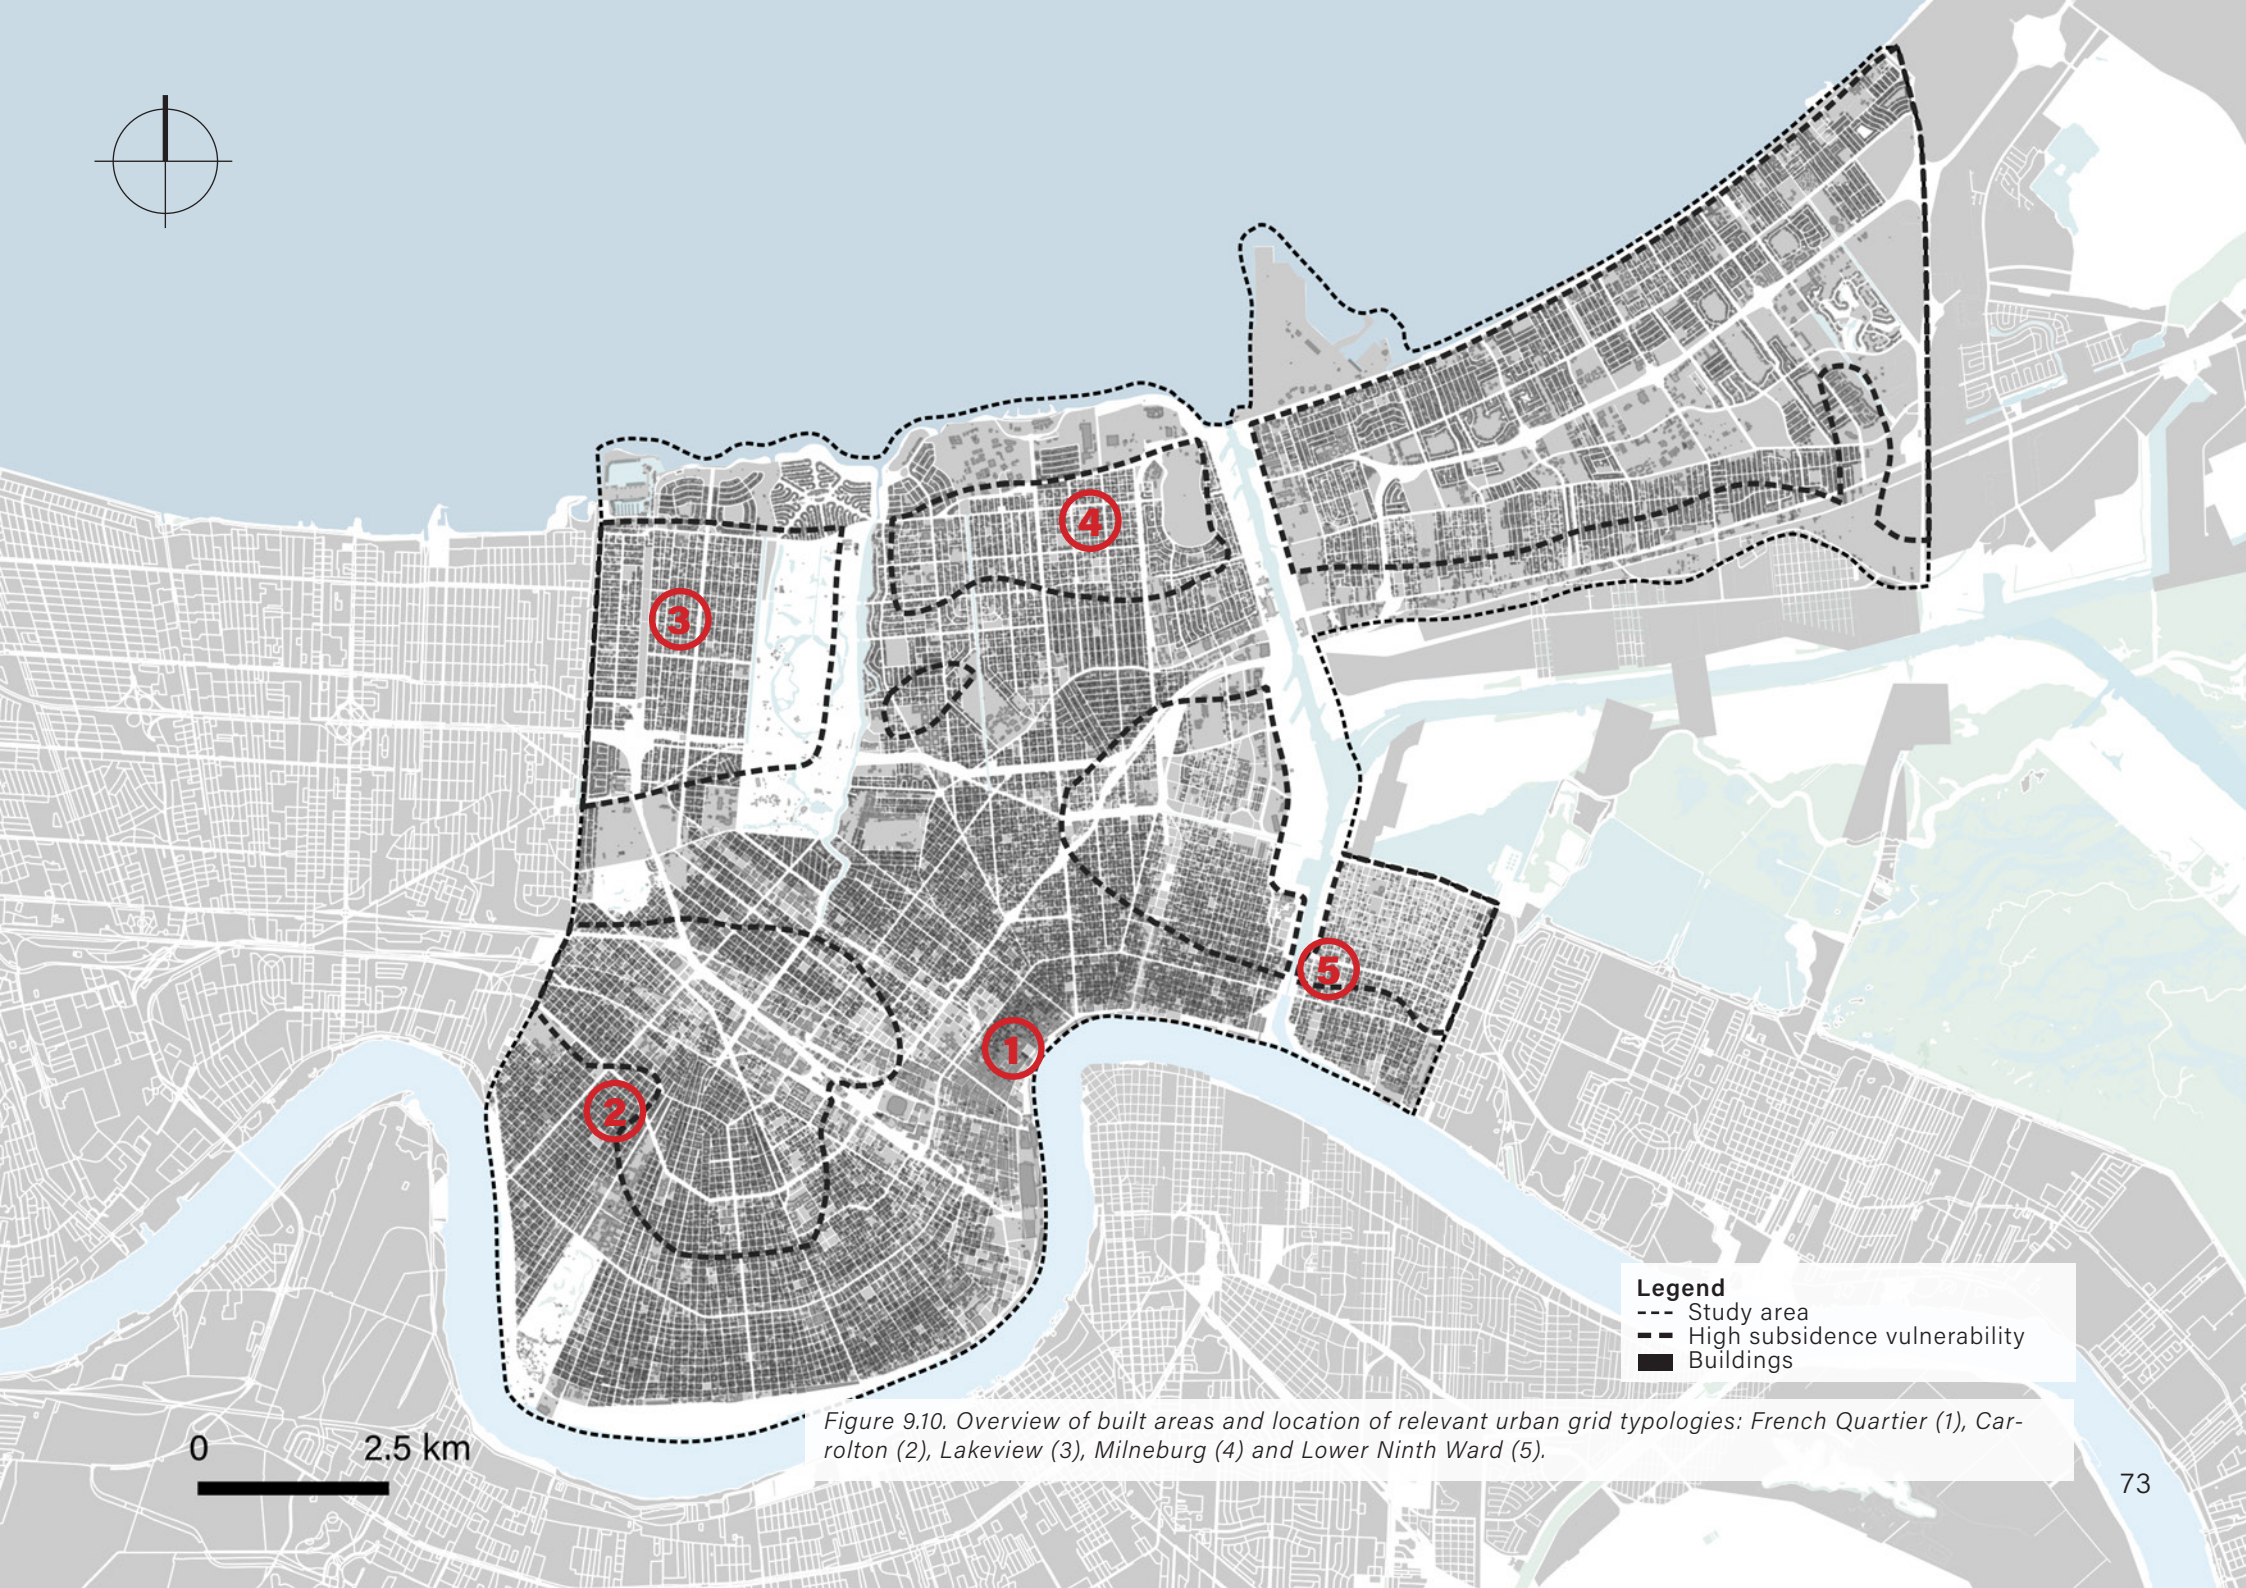 4
3
5
1
2
Legend
Study area
High subsidence vulnerability
Buildings
Figure 9.10. Overview of built areas and location of relevant urban grid typologies: French Quartier (1), Car-
rolton (2), Lakeview (3), Milneburg (4) and Lower Ninth Ward (5).
0 2.5 km
73